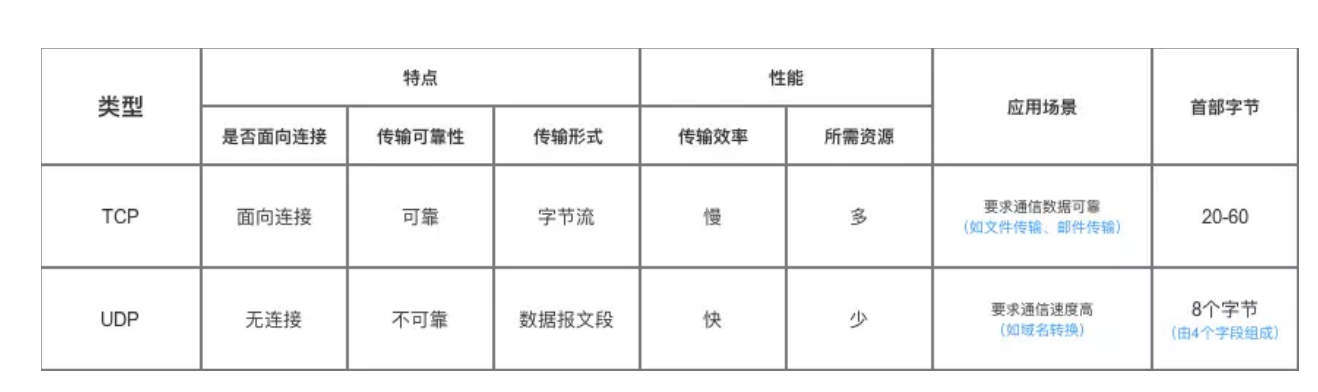 类型 特点 性能 应用场景 首部字节
是否面向连接 传输可靠性 传输形式 传输效率 所需资源
TCP 面向连接 可靠 字节流 慢 多 要求通信数据可靠 20-60
(如文件传输、邮件传输)
UDP 无连接 不可靠 数据报文段 快 少 要求通信速度高 8个字节
(如域名转换) (由4个字段组成)